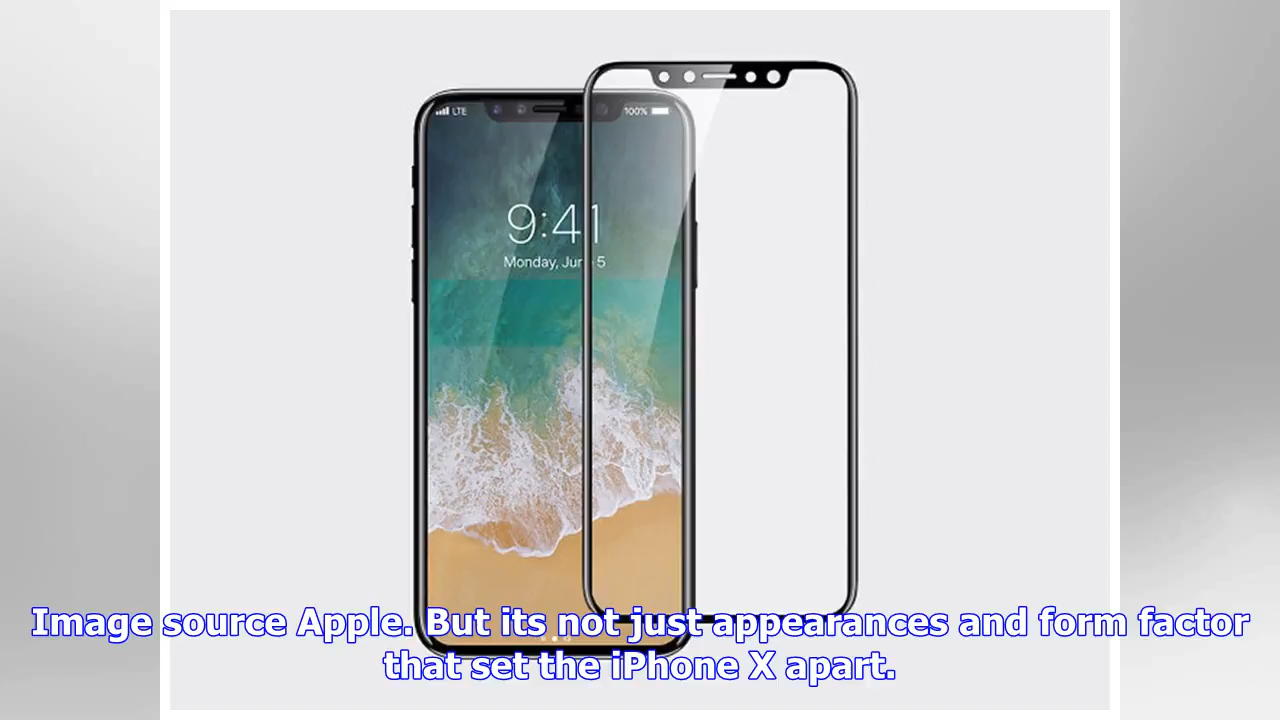 LTE
100%
9:41
Monday, June 5
Image source Apple. But its not just appearances and form factor
that set the iPhone X apart.